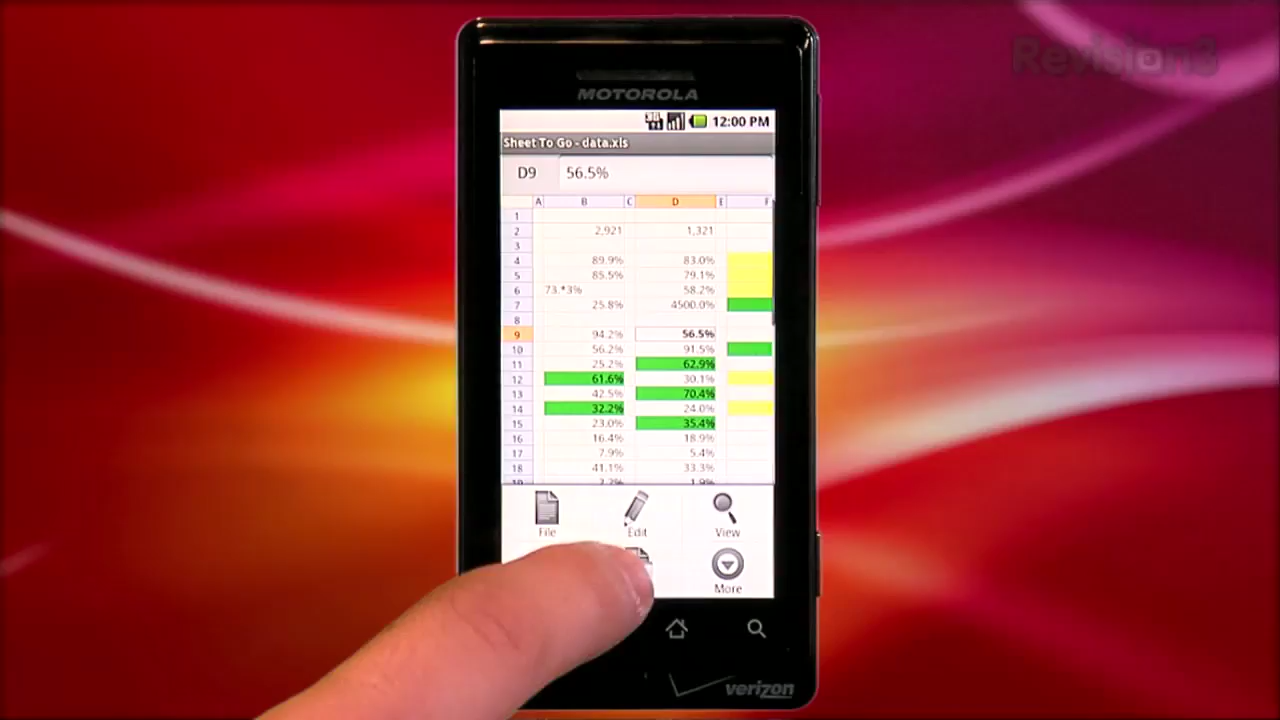 Revision3
MOTOROLA
12:00 PM
Sheet To Go - data.xls
D9 56.5%
A B C D E F
1
2 2,921 1,321
3
4 89.9% 83.0%
5 85.5% 79.1%
6 73.*3% 58.2%
7 25.8% 4500.0%
8
9 94.2% 56.5%
10 56.2% 91.5%
11 25.2% 62.9%
12 61.6% 30.1%
13 42.5% 70.4%
14 32.2% 24.0%
15 23.0% 35.4%
16 16.4% 18.9%
17 7.9% 5.4%
18 41.1% 33.3%
File Edit View
More
verizon